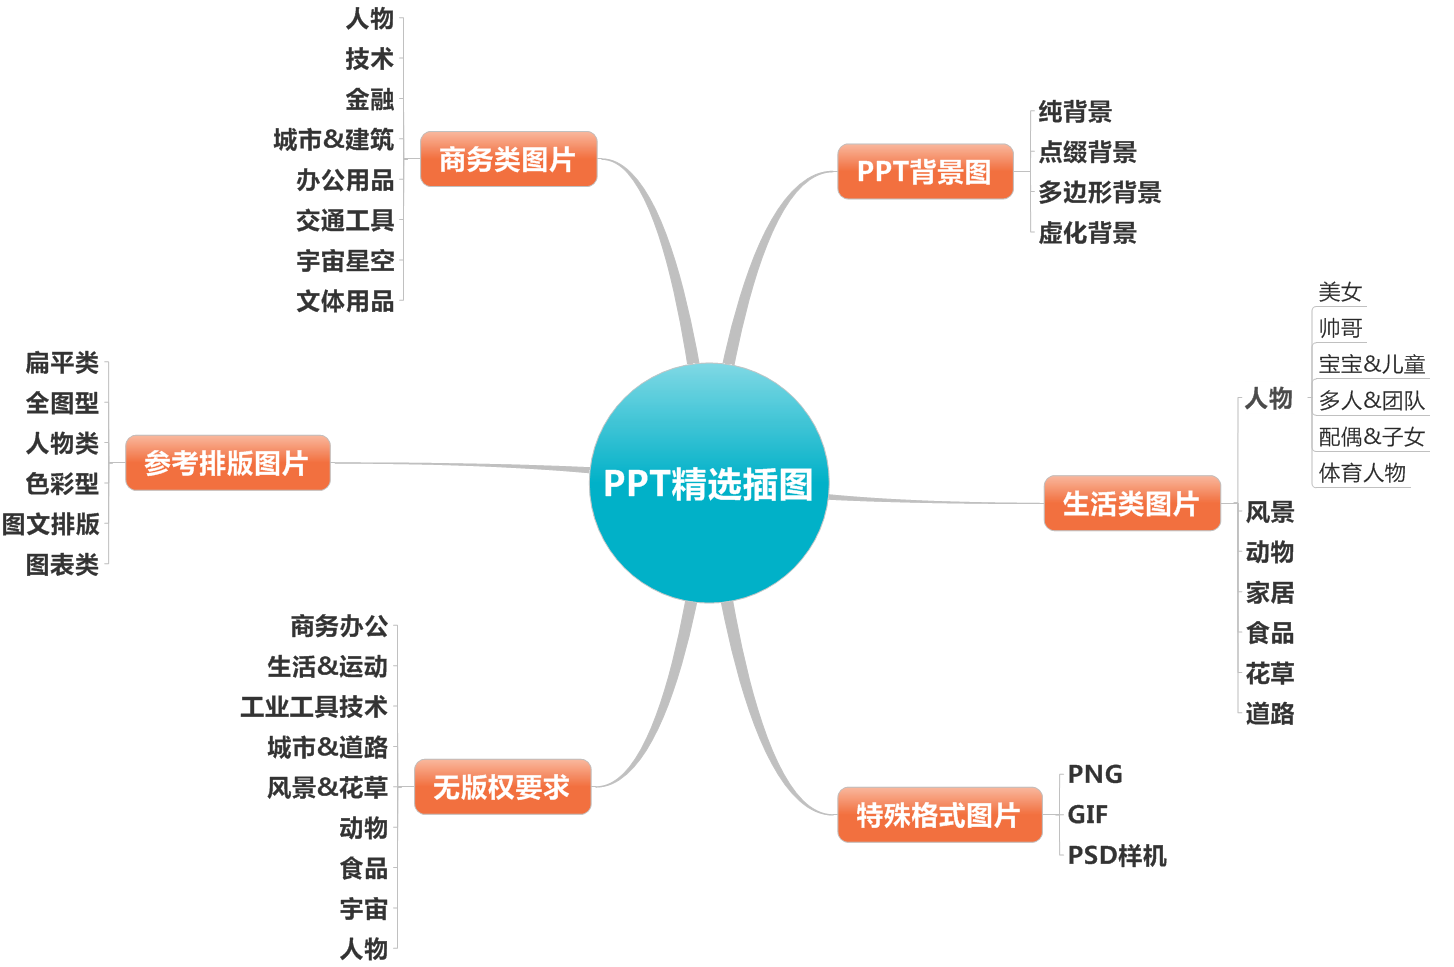 PPT精选插图
商务类图片
人物
技术
金融
城市&建筑
办公用品
交通工具
宇宙星空
文体用品
PPT背景图
纯背景
点缀背景
多边形背景
虚化背景
参考排版图片
扁平类
全图型
人物类
色彩型
图文排版
图表类
生活类图片
人物
美女
帅哥
宝宝&儿童
多人&团队
配偶&子女
体育人物
风景
动物
家居
食品
花草
道路
无版权要求
商务办公
生活&运动
工业工具技术
城市&道路
风景&花草
动物
食品
宇宙
人物
特殊格式图片
PNG
GIF
PSD样机